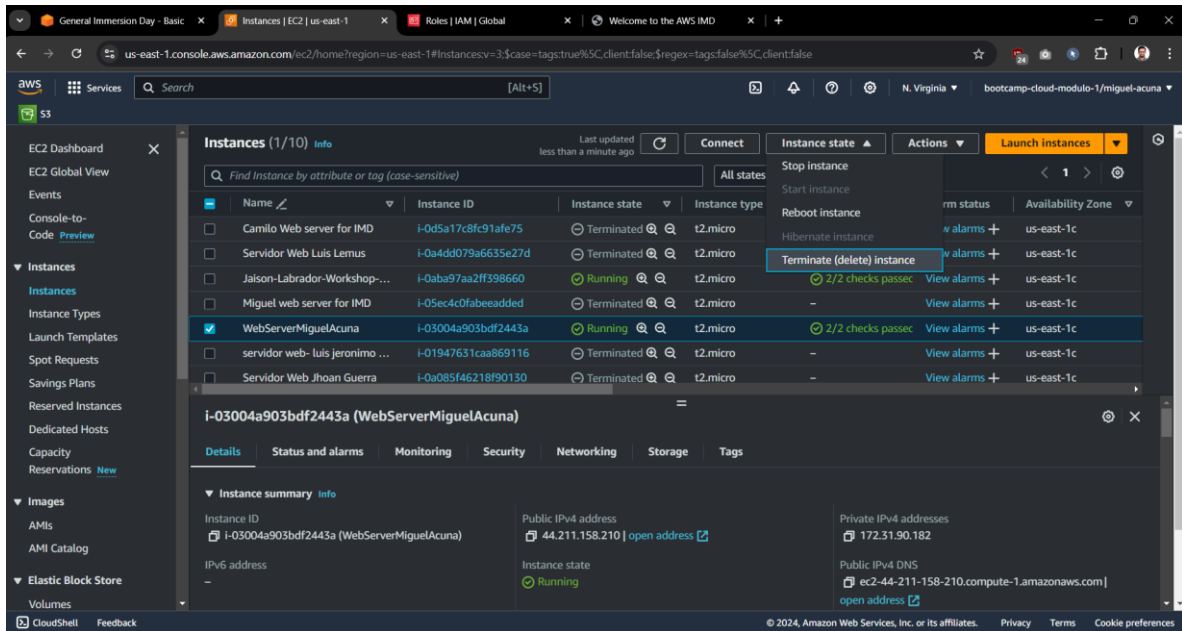 General Immersion Day - Basic
Instances | EC2 | us-east-1
Roles | IAM | Global
Welcome to the AWS IMD
us-east-1.console.aws.amazon.com/ec2/home?region=us-east-1#Instances:v=3;$case=tags:true%5C,client:false;$regex=tags:false%5C,client:false
24
aws Services Search [Alt+S] N. Virginia bootcamp-cloud-modulo-1/miguel-acuna
S3
EC2 Dashboard
EC2 Global View
Events
Console-to-
Code Preview
Instances
Instances
Instance Types
Launch Templates
Spot Requests
Savings Plans
Reserved Instances
Dedicated Hosts
Capacity
Reservations New
Images
AMIs
AMI Catalog
Elastic Block Store
Volumes
Instances (1/10) Info
Last updated
less than a minute ago
Connect Instance state Actions Launch instances
Find Instance by attribute or tag (case-sensitive) All states 1
Stop instance
Start instance
Reboot instance
Hibernate instance
Terminate (delete) instance
Name Instance ID Instance state Instance type rm status Availability Zone
Camilo Web server for IMD i-0d5a17c8fc91afe75 Terminated t2.micro w alarms + us-east-1c
Servidor Web Luis Lemus i-0a4dd079a6635e27d Terminated t2.micro w alarms + us-east-1c
Jaison-Labrador-Workshop-... i-0aba97aa2ff398660 Running t2.micro 2/2 checks passec View alarms + us-east-1c
Miguel web server for IMD i-05ec4c0fabeeadded Terminated t2.micro – View alarms + us-east-1c
WebServerMiguelAcuna i-03004a903bdf2443a Running t2.micro 2/2 checks passec View alarms + us-east-1c
servidor web- luis jeronimo ... i-01947631caa869116 Terminated t2.micro – View alarms + us-east-1c
Servidor Web Jhoan Guerra i-0a085f46218f90130 Terminated t2.micro – View alarms + us-east-1c
i-03004a903bdf2443a (WebServerMiguelAcuna)
Details Status and alarms Monitoring Security Networking Storage Tags
Instance summary Info
Instance ID
i-03004a903bdf2443a (WebServerMiguelAcuna)
Public IPv4 address
44.211.158.210 | open address
Private IPv4 addresses
172.31.90.182
IPv6 address
–
Instance state
Running
Public IPv4 DNS
ec2-44-211-158-210.compute-1.amazonaws.com |
open address
CloudShell Feedback © 2024, Amazon Web Services, Inc. or its affiliates. Privacy Terms Cookie preferences